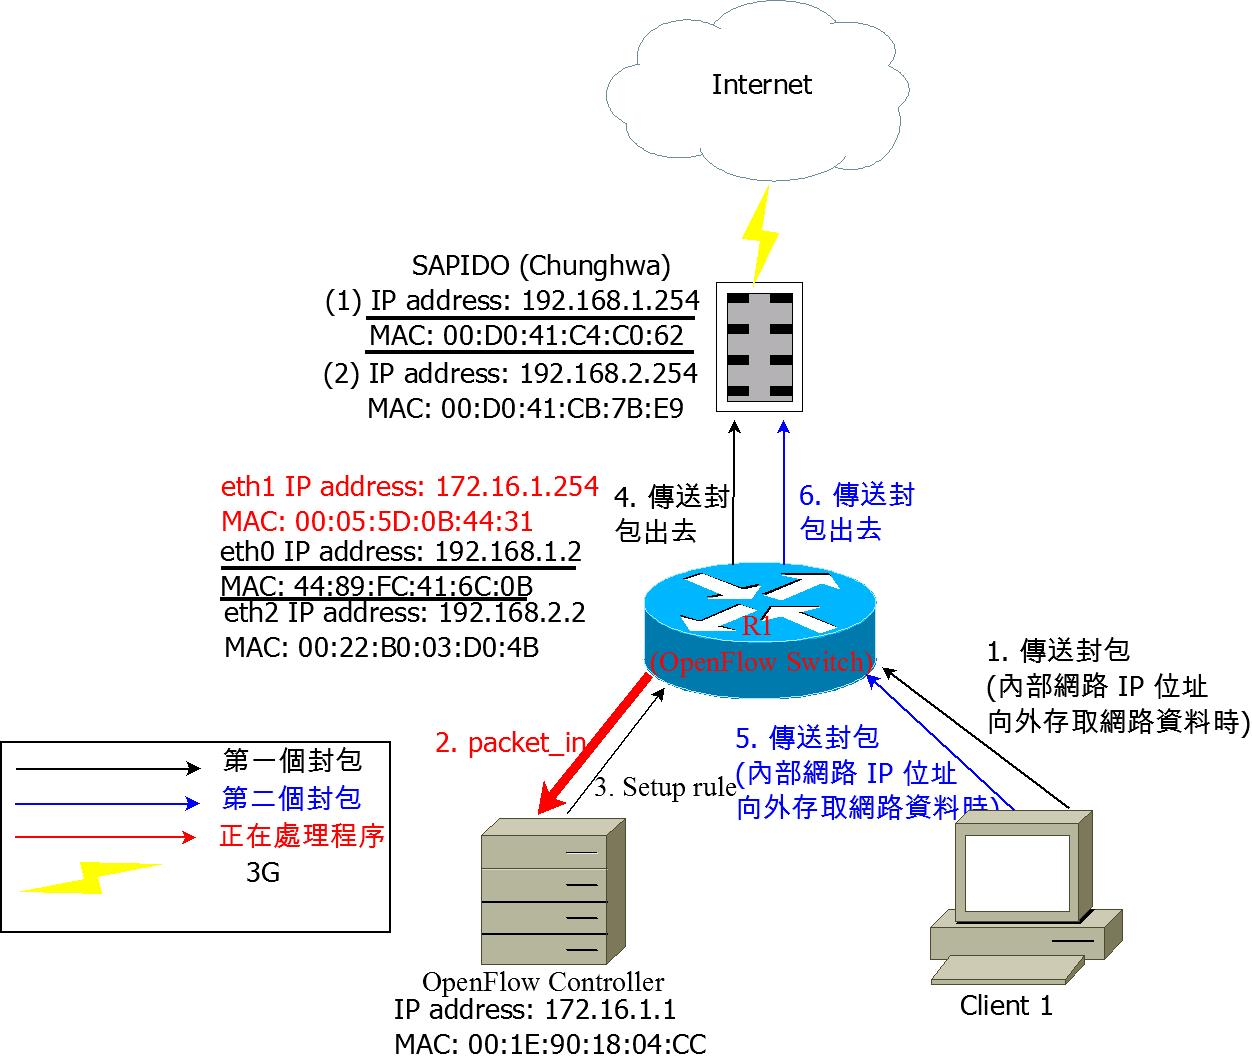 Internet
SAPIDO (Chunghwa)
(1) IP address: 192.168.1.254
MAC: 00:D0:41:C4:C0:62
(2) IP address: 192.168.2.254
MAC: 00:D0:41:CB:7B:E9
eth1 IP address: 172.16.1.254
MAC: 00:05:5D:0B:44:31
eth0 IP address: 192.168.1.2
MAC: 44:89:FC:41:6C:0B
eth2 IP address: 192.168.2.2
MAC: 00:22:B0:03:D0:4B
4. 傳送封
包出去
6. 傳送封
包出去
R1
(OpenFlow Switch)
1. 傳送封包
(內部網路 IP 位址
向外存取網路資料時)
2. packet_in
3. Setup rule
5. 傳送封包
(內部網路 IP 位址
向外存取網路資料時)
第一個封包
第二個封包
正在處理程序
3G
OpenFlow Controller
IP address: 172.16.1.1
MAC: 00:1E:90:18:04:CC
Client 1